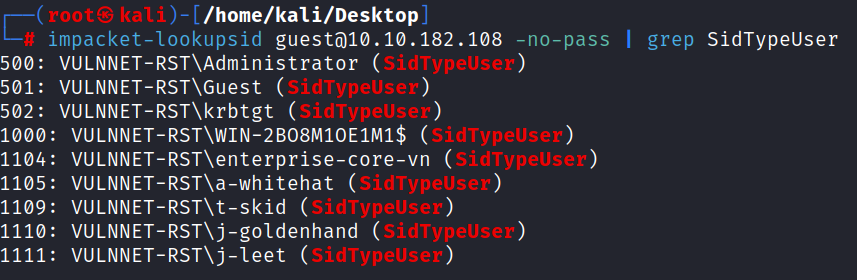 ┌──(root㉿kali)-[/home/kali/Desktop]
└─# impacket-lookupsid guest@10.10.182.108 -no-pass | grep SidTypeUser
500: VULNNET-RST\Administrator (SidTypeUser)
501: VULNNET-RST\Guest (SidTypeUser)
502: VULNNET-RST\krbtgt (SidTypeUser)
1000: VULNNET-RST\WIN-2BO8M1OE1M1$ (SidTypeUser)
1104: VULNNET-RST\enterprise-core-vn (SidTypeUser)
1105: VULNNET-RST\a-whitehat (SidTypeUser)
1109: VULNNET-RST\t-skid (SidTypeUser)
1110: VULNNET-RST\j-goldenhand (SidTypeUser)
1111: VULNNET-RST\j-leet (SidTypeUser)